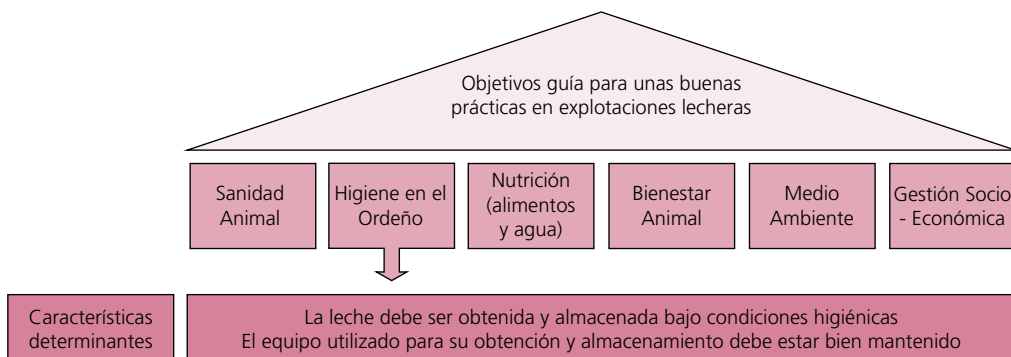 Objetivos guía para unas buenas
prácticas en explotaciones lecheras
Sanidad
Animal
Higiene en el
Ordeño
Nutrición
(alimentos
y agua)
Bienestar
Animal
Medio
Ambiente
Gestión Socio
- Económica
Características
determinantes
La leche debe ser obtenida y almacenada bajo condiciones higiénicas
El equipo utilizado para su obtención y almacenamiento debe estar bien mantenido